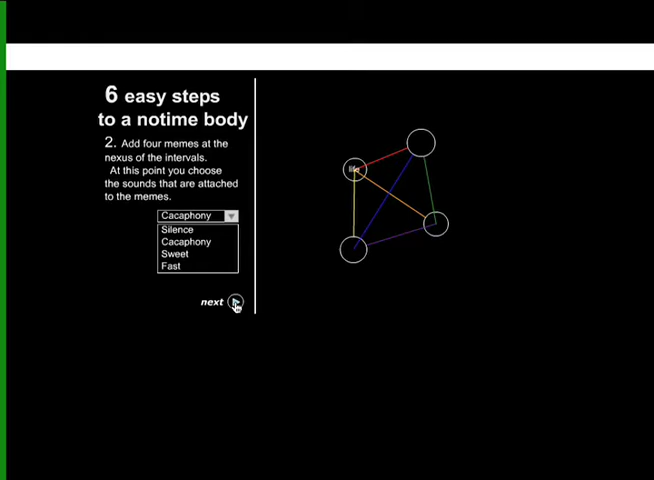 6 easy steps
to a notime body
2. Add four memes at the
nexus of the intervals.
At this point you choose
the sounds that are attached
to the memes.
Cacaphony
Silence
Cacaphony
Sweet
Fast
next